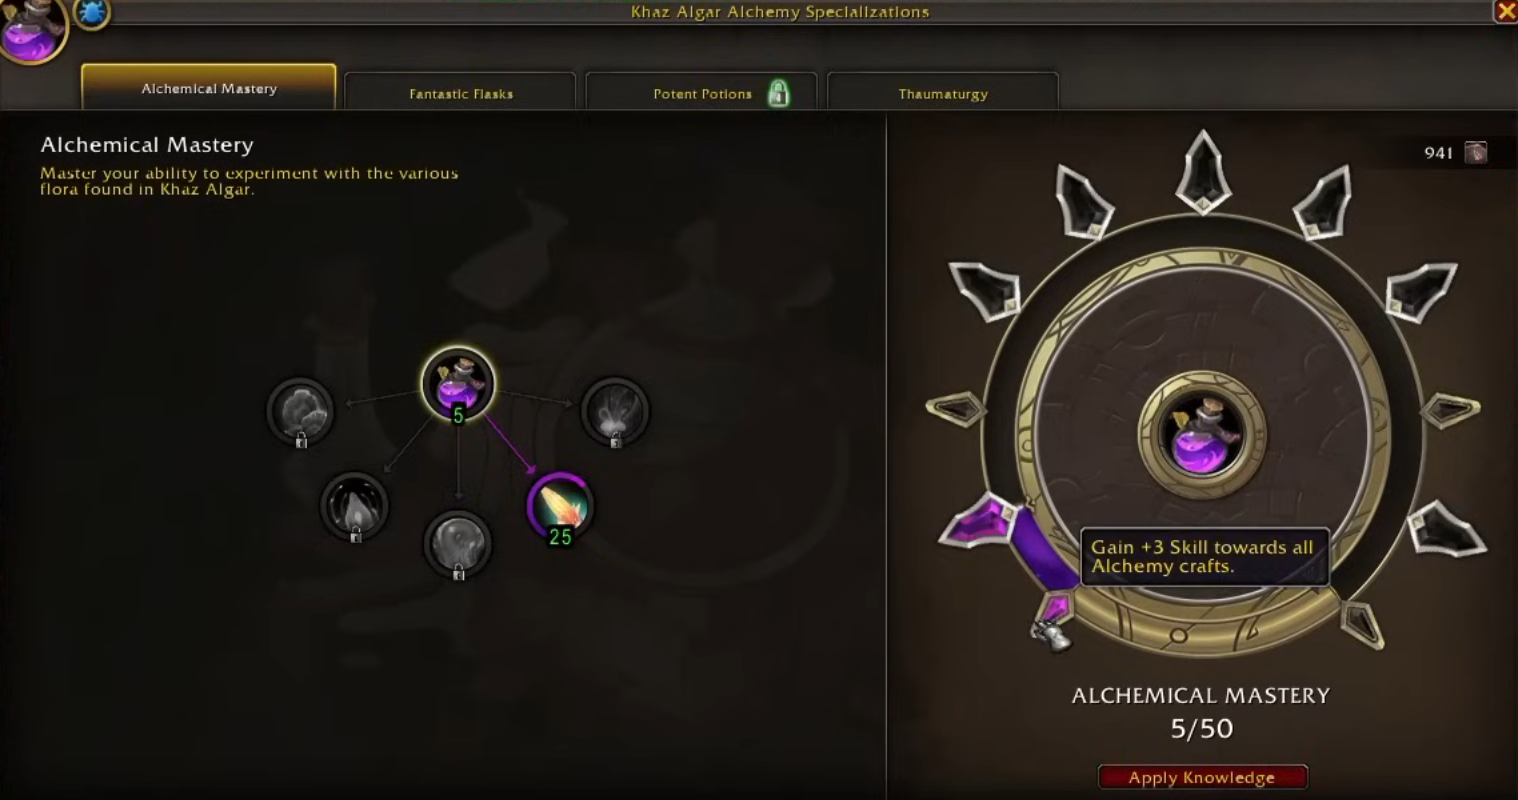 Khaz Algar Alchemy Specializations
Alchemical Mastery
Fantastic Flasks
Potent Potions
Thaumaturgy
Alchemical Mastery
Master your ability to experiment with the various
flora found in Khaz Algar.
941
5
25
Gain +3 Skill towards all
Alchemy crafts.
ALCHEMICAL MASTERY
5/50
Apply Knowledge